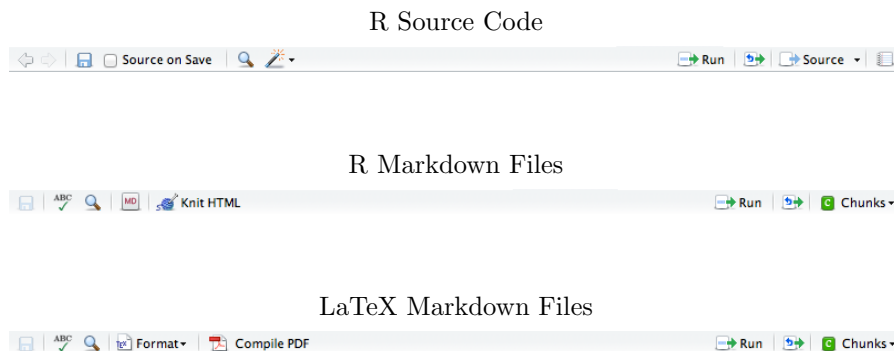 R Source Code
Source on Save Run Source
R Markdown Files
ABC MD Knit HTML Run C Chunks
LaTeX Markdown Files
ABC TEX Format Compile PDF Run C Chunks